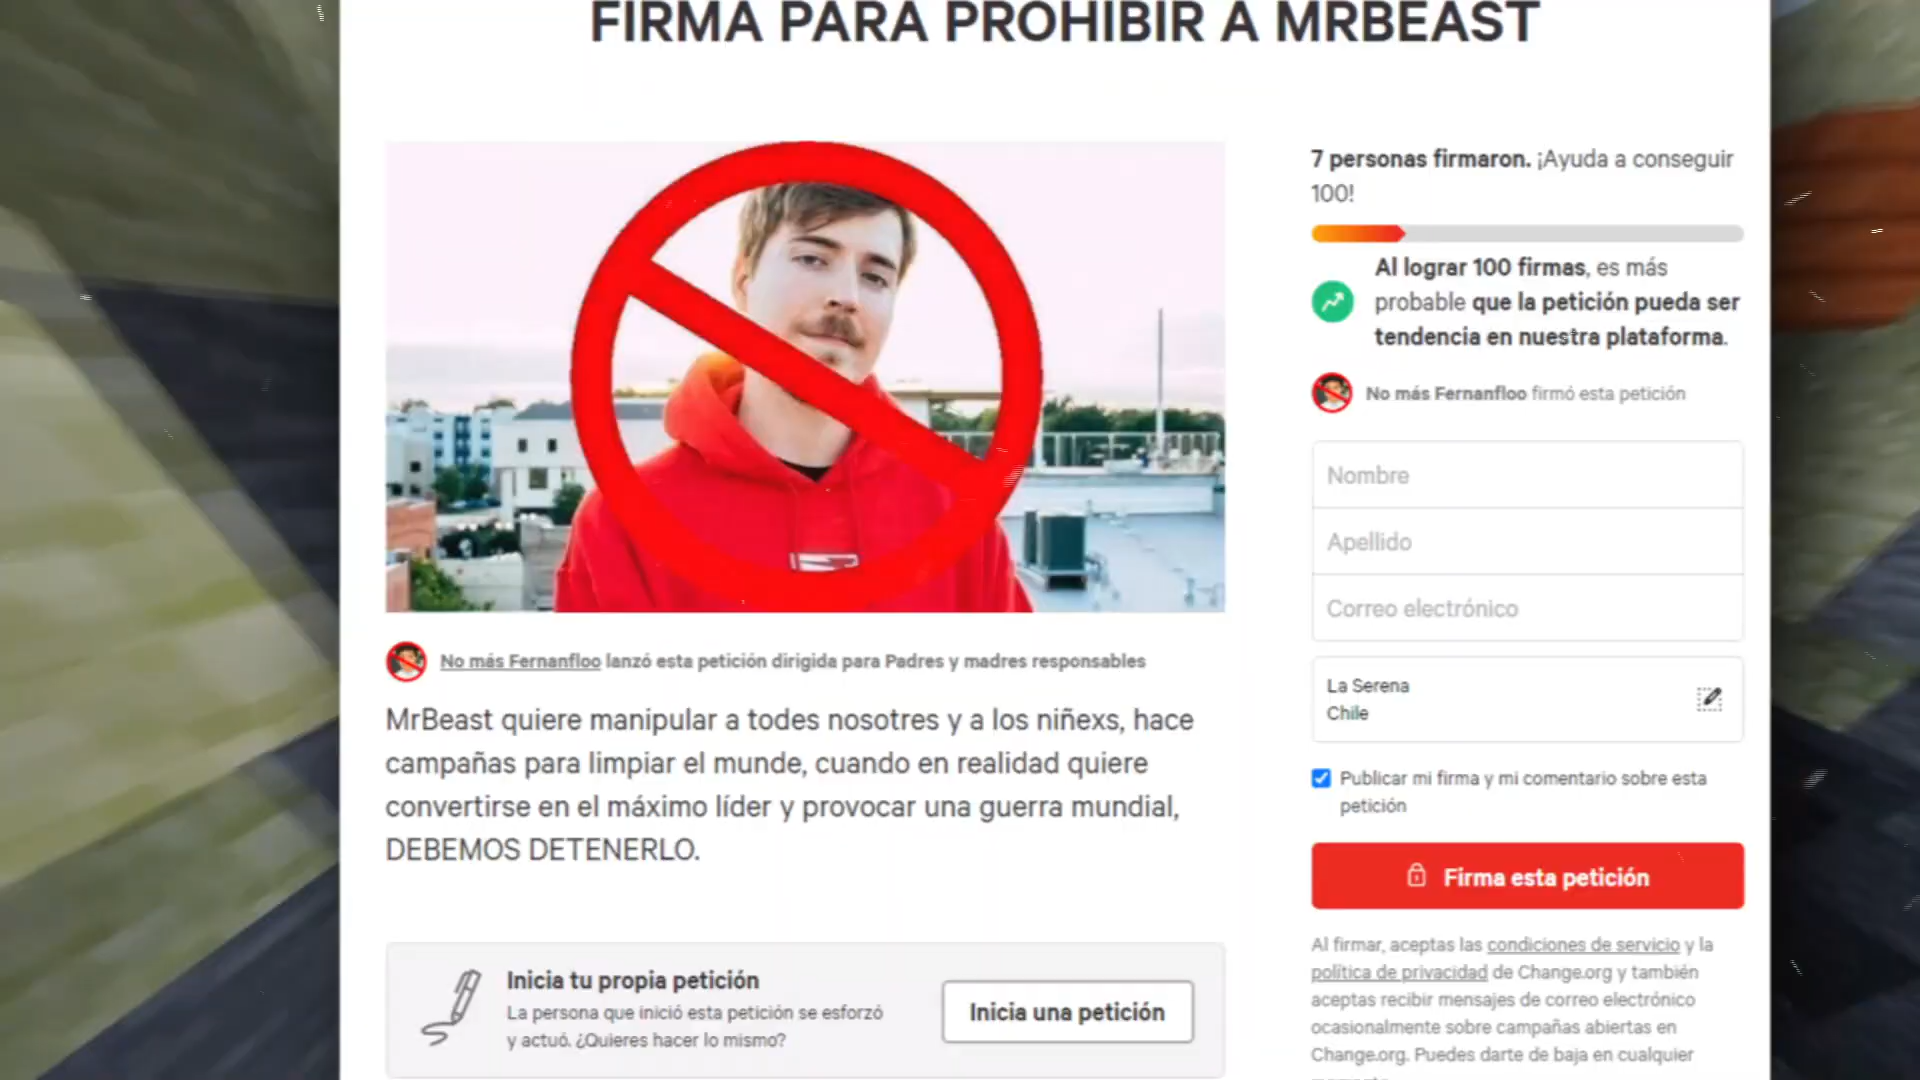 FIRMA PARA PROHIBIR A MRBEAST
7 personas firmaron. ¡Ayuda a conseguir
100!
Al lograr 100 firmas, es más
probable que la petición pueda ser
tendencia en nuestra plataforma.
No más Fernanfloo firmó esta petición
Nombre
Apellido
Correo electrónico
La Serena
Chile
Publicar mi firma y mi comentario sobre esta
petición
Firma esta petición
Al firmar, aceptas las condiciones de servicio y la
política de privacidad de Change.org y también
aceptas recibir mensajes de correo electrónico
ocasionalmente sobre campañas abiertas en
Change.org. Puedes darte de baja en cualquier
No más Fernanfloo lanzó esta petición dirigida para Padres y madres responsables
MrBeast quiere manipular a todes nosotres y a los niñexs, hace
campañas para limpiar el munde, cuando en realidad quiere
convertirse en el máximo líder y provocar una guerra mundial,
DEBEMOS DETENERLO.
Inicia tu propia petición
La persona que inició esta petición se esforzó
y actuó. ¿Quieres hacer lo mismo?
Inicia una petición